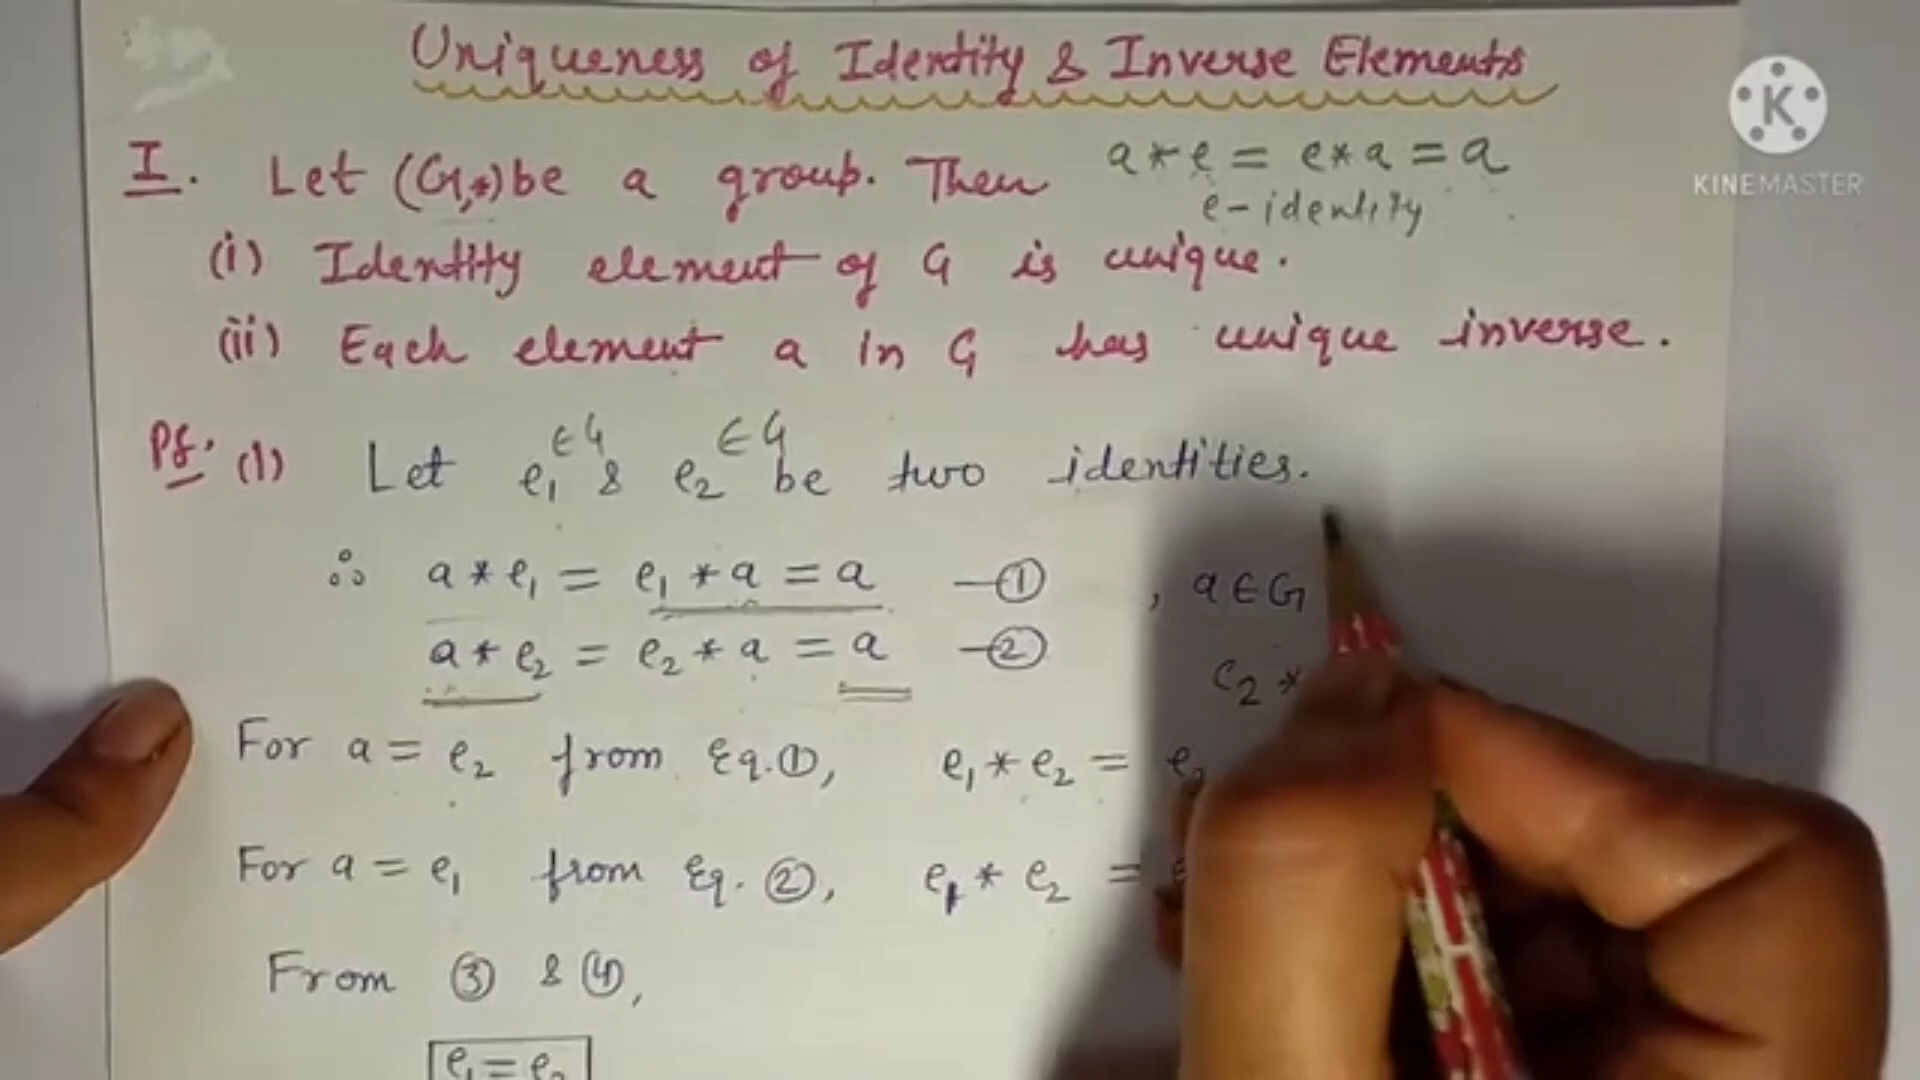 Uniqueness of Identity & Inverse Elements
I. Let (G,*) be a group. Then a * e = e * a = a
e - identity
KINEMASTER
(i) Identity element of G is unique.
(ii) Each element a in G has unique inverse.
Pf. (i) Let e₁ ∈G & e₂ ∈G be two identities.
∴ a * e₁ = e₁ * a = a —① , a ∈ G
a * e₂ = e₂ * a = a —②
e₂ *
For a = e₂ from Eq.①, e₁ * e₂ = e₂
For a = e₁ from Eq. ②, e₁ * e₂ =
From ③ & ④,
e₁ = e₂